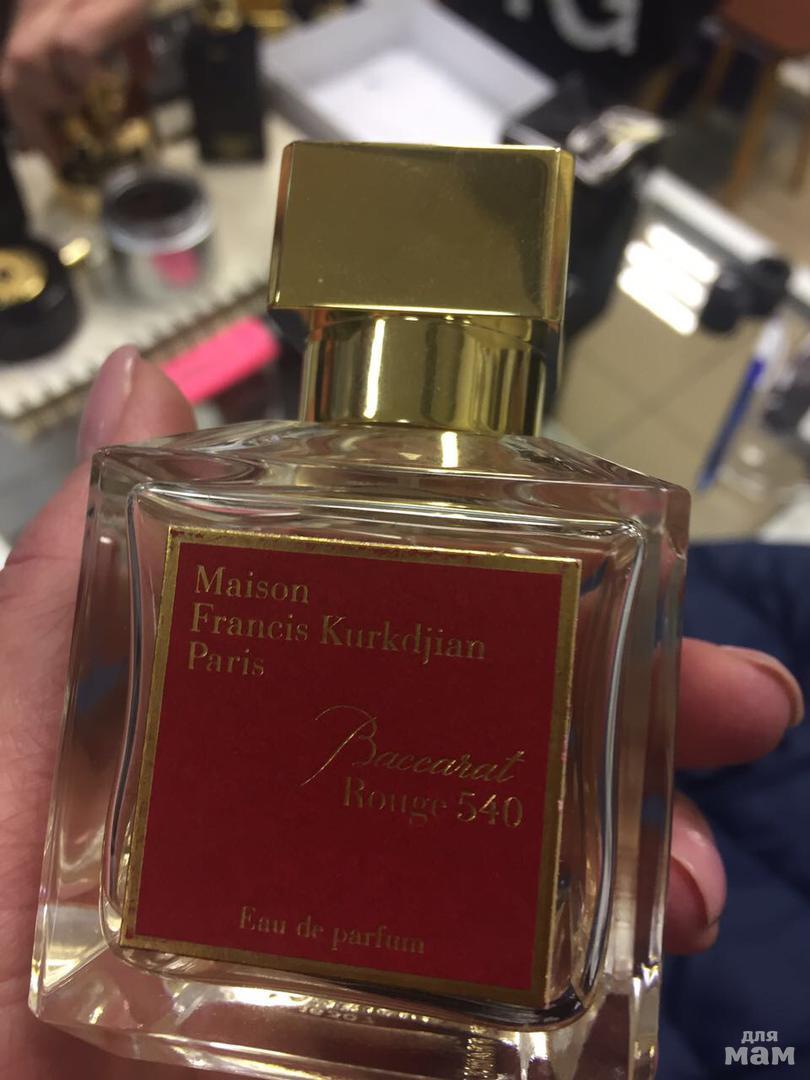 G
Maison
Francis Kurkdjian
Paris
Baccarat
Rouge 540
Eau de parfum
для
мам